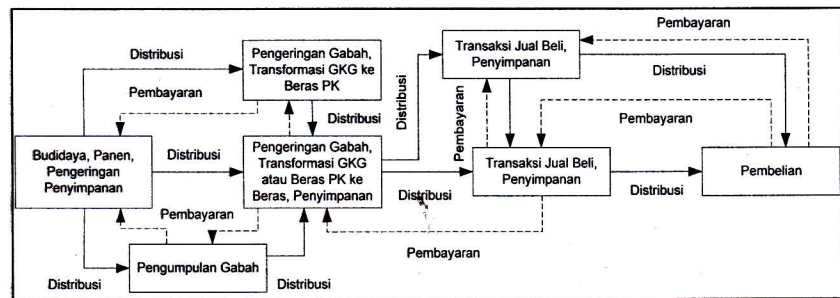 Pembayaran
Distribusi
Pengeringan Gabah,
Transformasi GKG ke
Beras PK
Transaksi Jual Beli,
Penyimpanan
Distribusi
Pembayaran
Distribusi
Distribusi
Pembayaran
Pembayaran
Budidaya, Panen,
Pengeringan
Penyimpanan
Distribusi
Pengeringan Gabah,
Transformasi GKG
atau Beras PK ke
Beras, Penyimpanan
Distribusi
Transaksi Jual Beli,
Penyimpanan
Distribusi
Pembelian
Pembayaran
Pembayaran
Distribusi
Pengumpulan Gabah
Distribusi